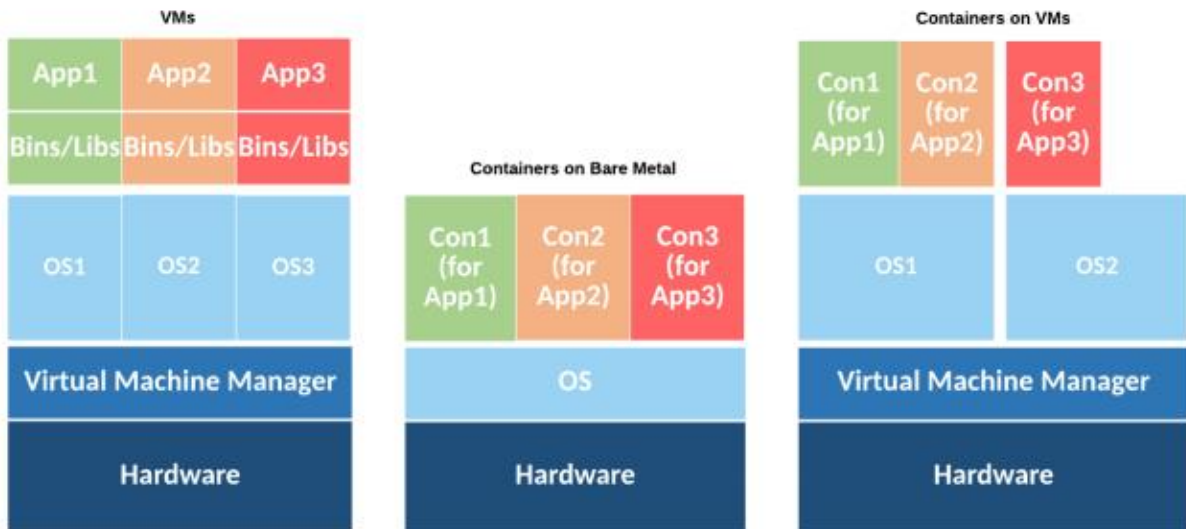 VMs
App1 App2 App3
Bins/Libs Bins/Libs Bins/Libs
OS1 OS2 OS3
Virtual Machine Manager
Hardware
Containers on Bare Metal
Con1 Con2 Con3
(for (for (for
App1) App2) App3)
OS
Hardware
Containers on VMs
Con1 Con2 Con3
(for (for (for
App1) App2) App3)
OS1 OS2
Virtual Machine Manager
Hardware